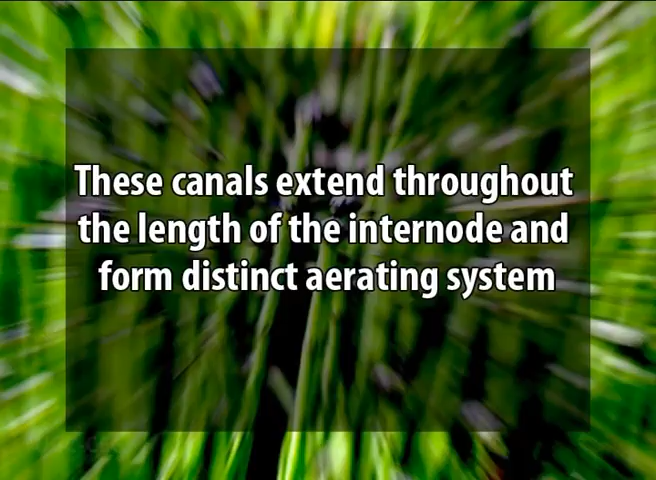 These canals extend throughout
the length of the internode and
form distinct aerating system